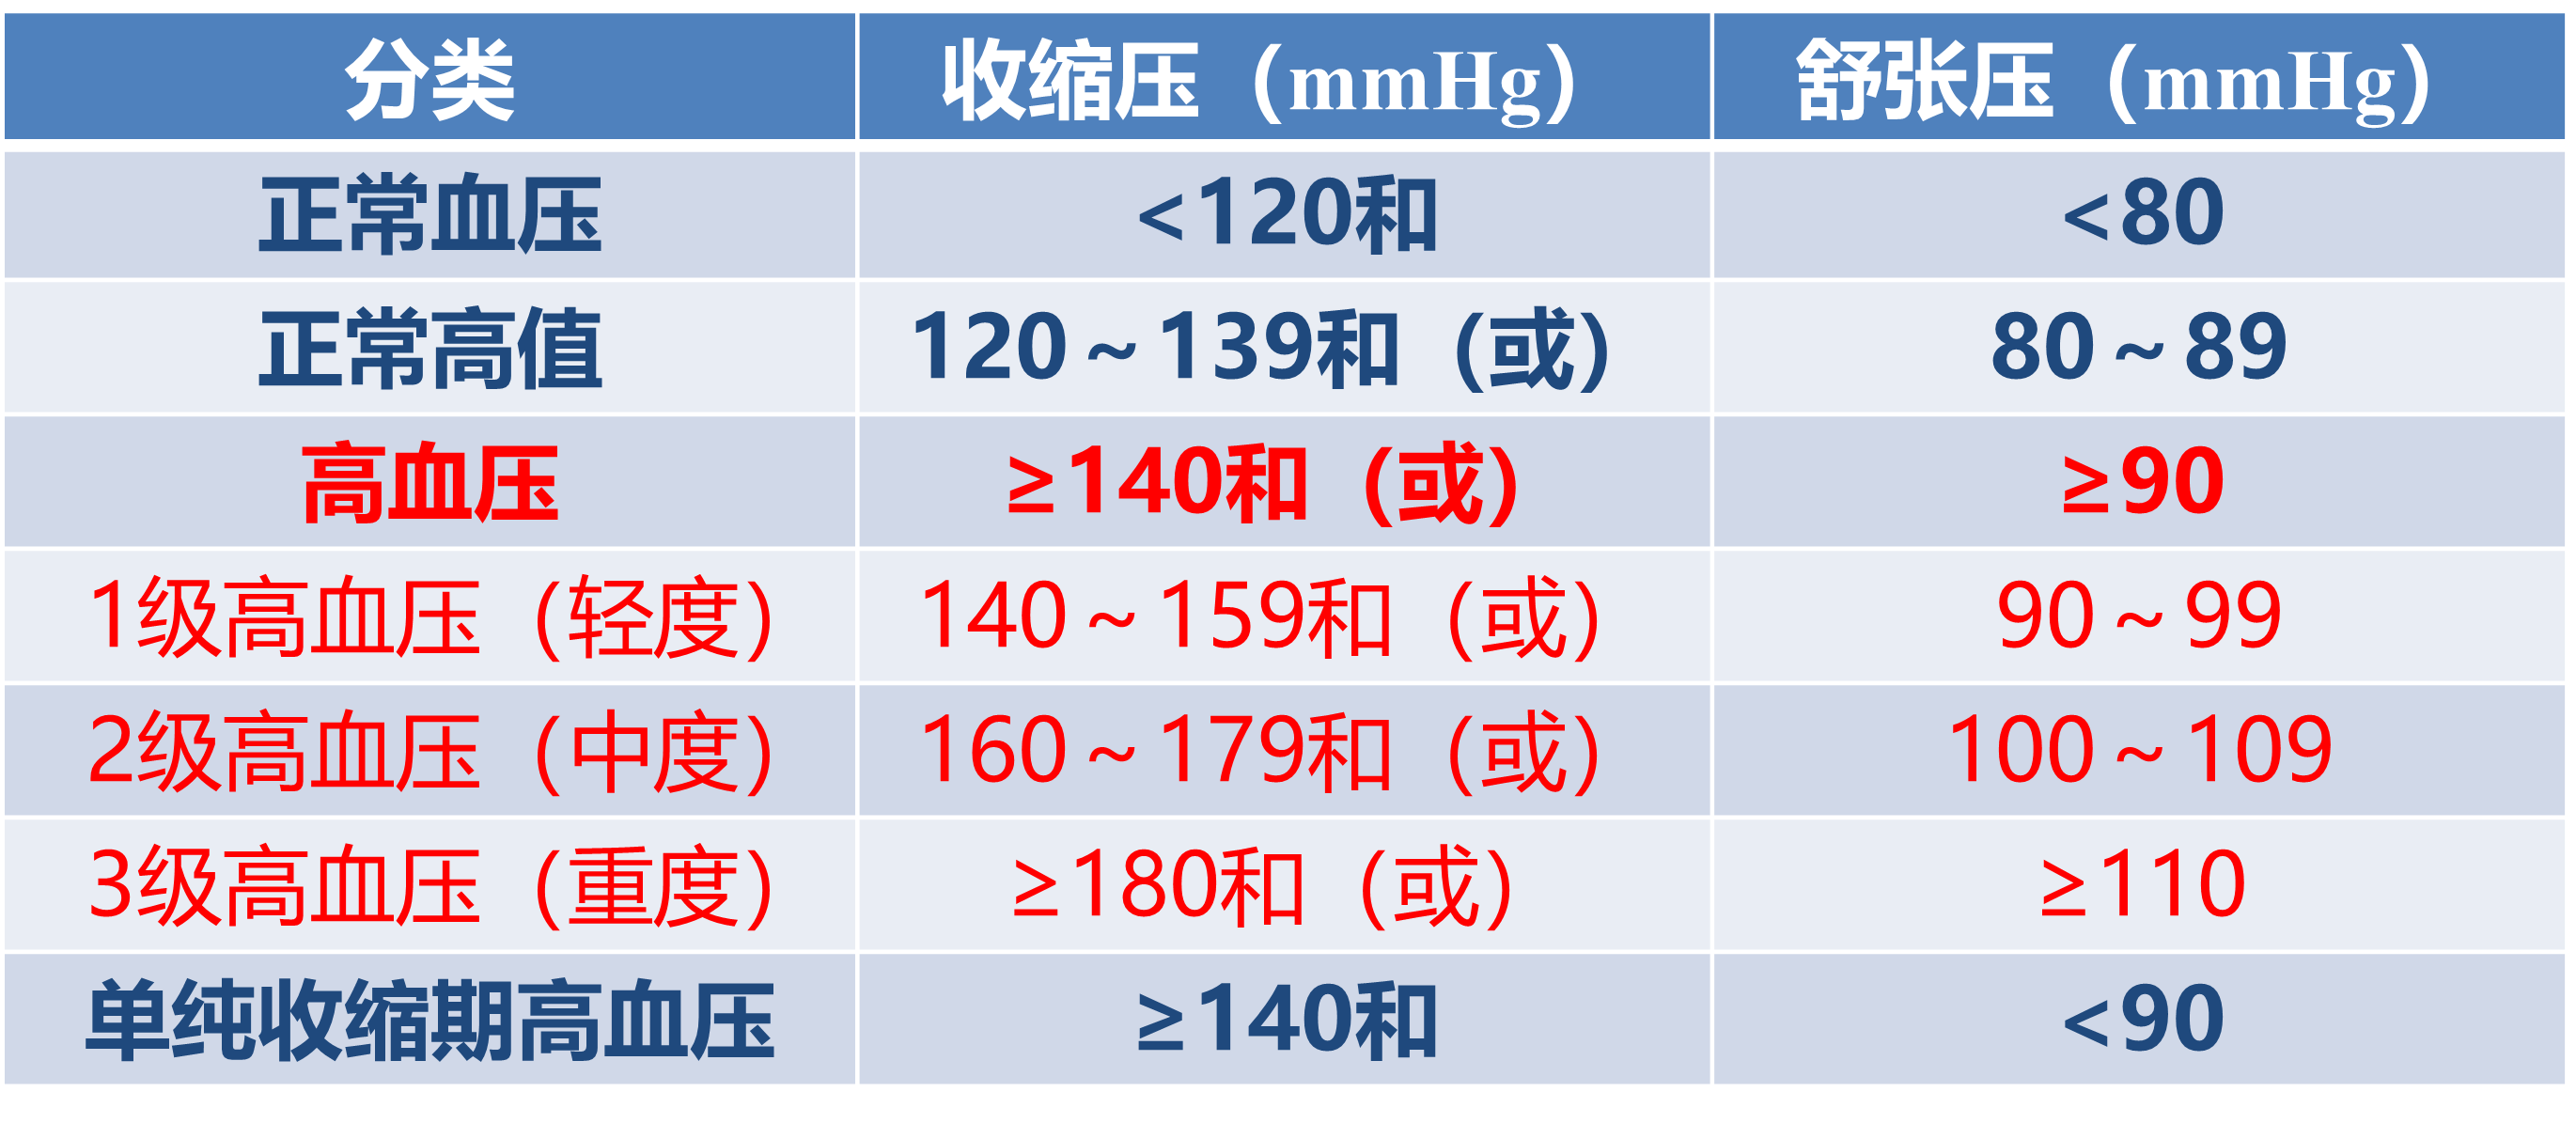 分类 收缩压（mmHg） 舒张压（mmHg）
正常血压 <120和 <80
正常高值 120～139和（或） 80～89
高血压 ≥140和（或） ≥90
1级高血压（轻度） 140～159和（或） 90～99
2级高血压（中度） 160～179和（或） 100～109
3级高血压（重度） ≥180和（或） ≥110
单纯收缩期高血压 ≥140和 <90